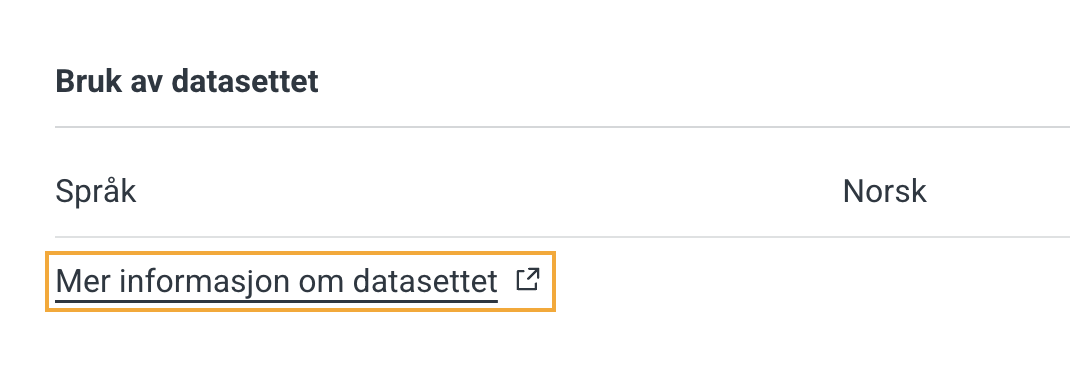 Bruk av datasettet
Språk Norsk
Mer informasjon om datasettet